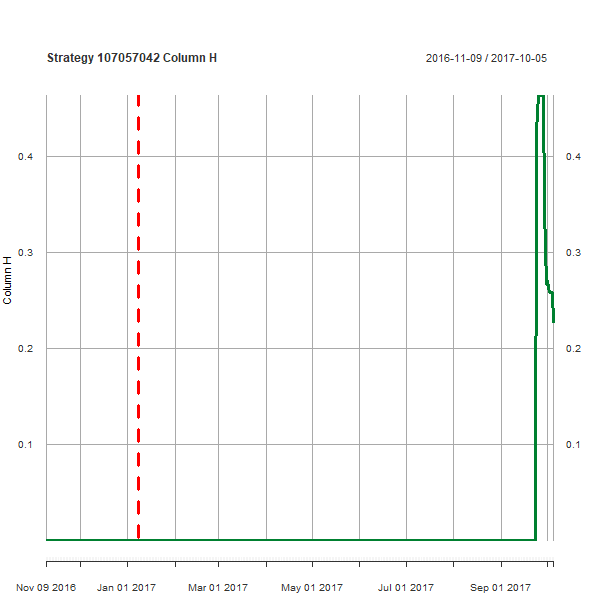 Strategy 107057042 Column H 2016-11-09 / 2017-10-05
0.4 0.4
0.3 0.3
Column H
0.2 0.2
0.1 0.1
Nov 09 2016 Jan 01 2017 Mar 01 2017 May 01 2017 Jul 01 2017 Sep 01 2017